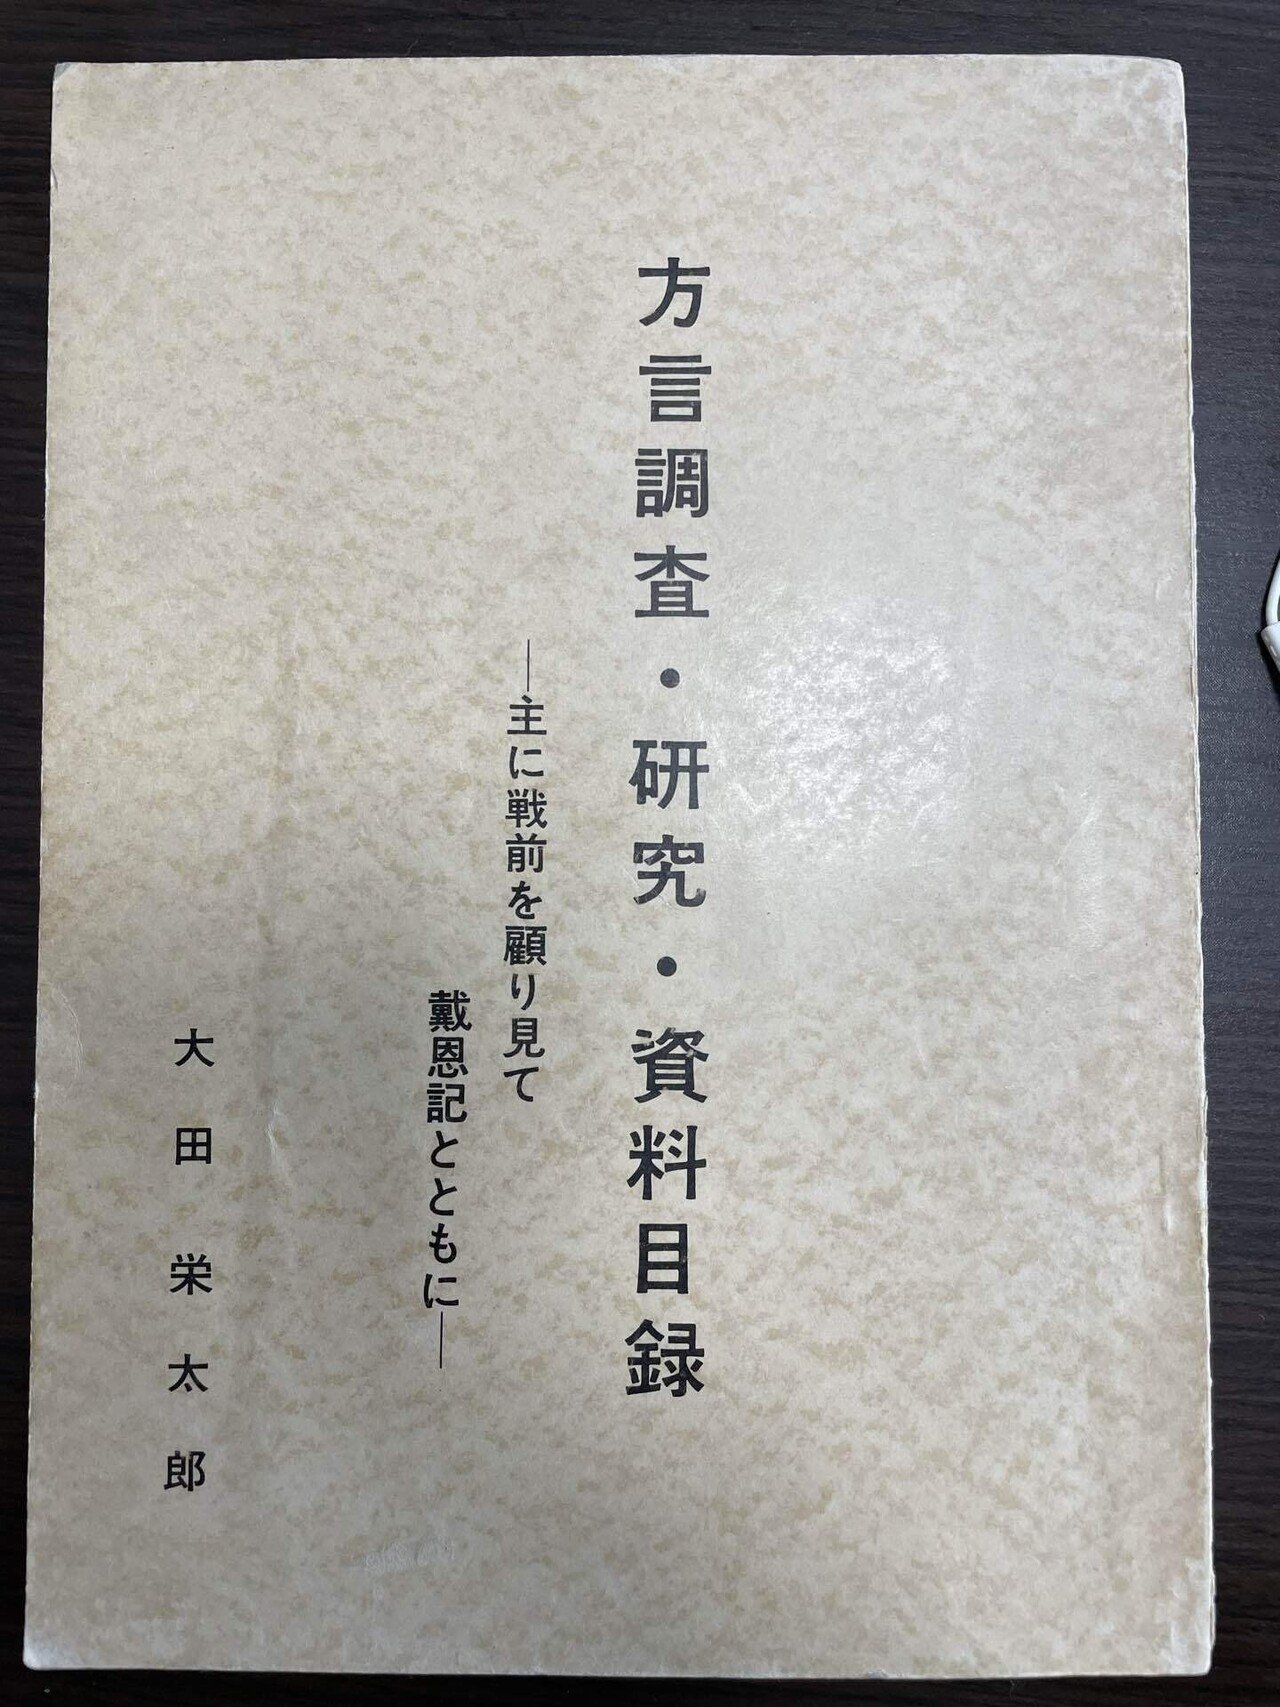 方言調査・研究・資料目録
―主に戦前を顧り見て
戴恩記とともに―
大田栄太郎